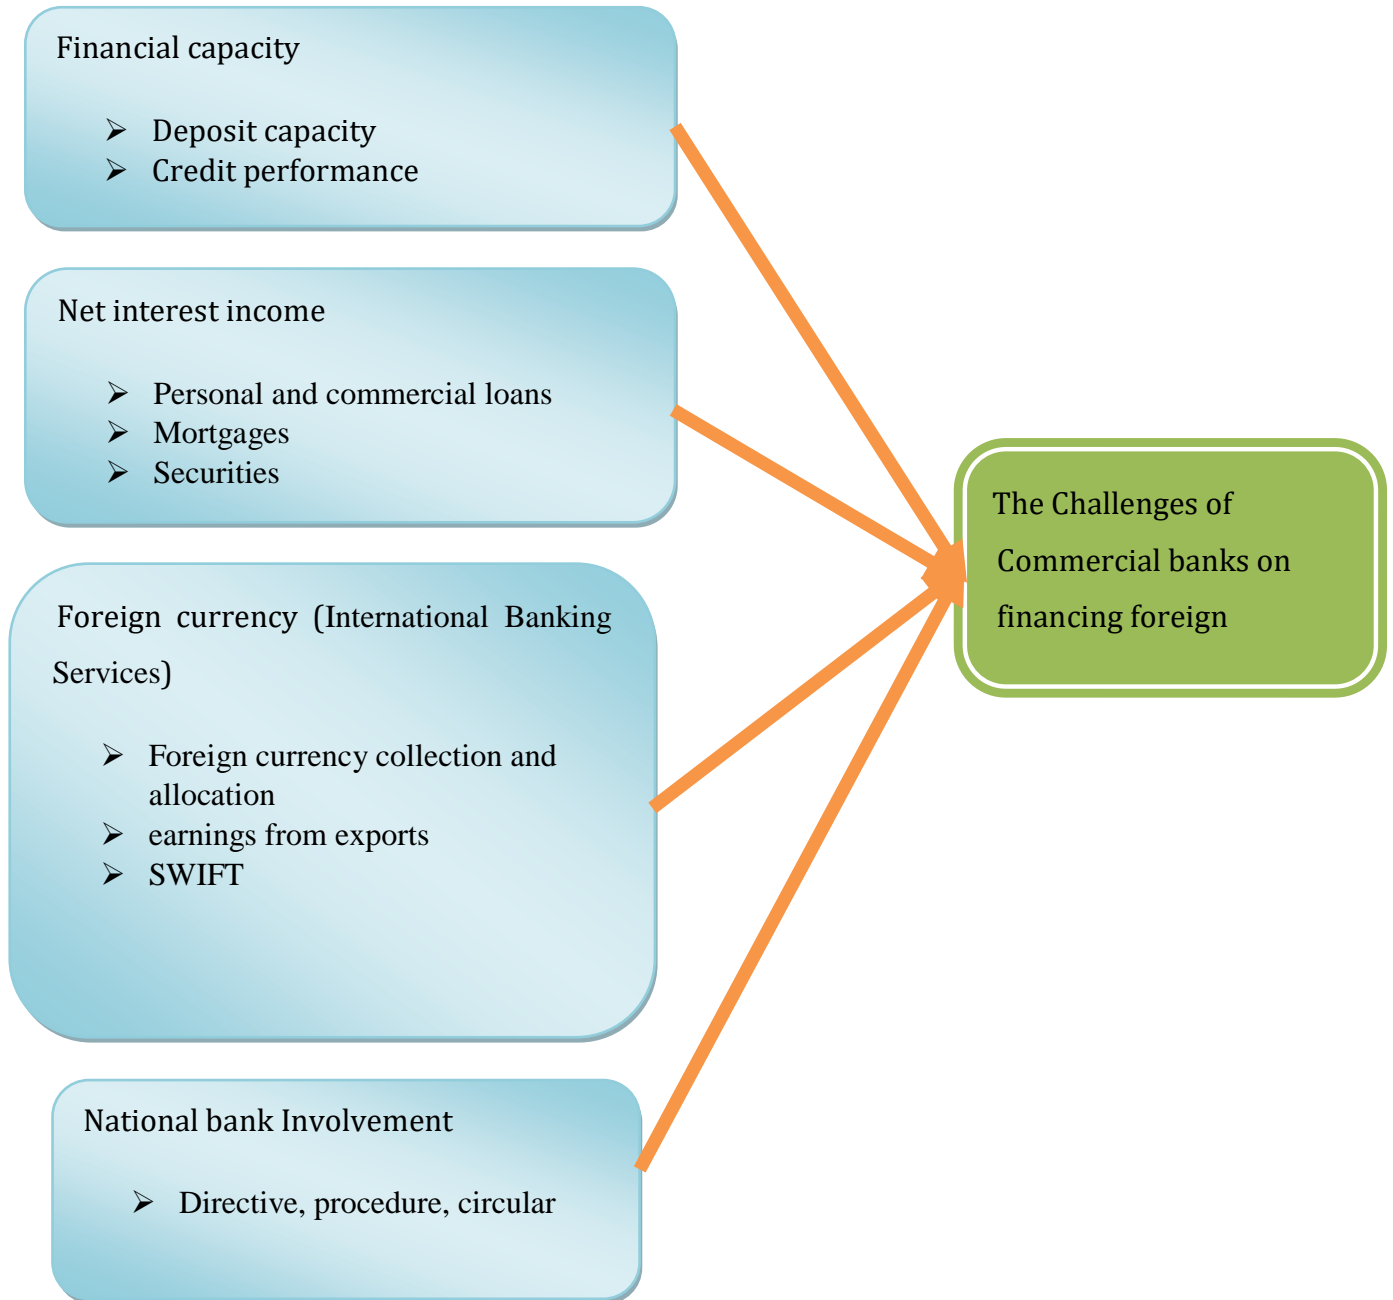 Financial capacity
➢ Deposit capacity
➢ Credit performance
Net interest income
➢ Personal and commercial loans
➢ Mortgages
➢ Securities
Foreign currency (International Banking
Services)
➢ Foreign currency collection and
allocation
➢ earnings from exports
➢ SWIFT
National bank Involvement
➢ Directive, procedure, circular
The Challenges of
Commercial banks on
financing foreign